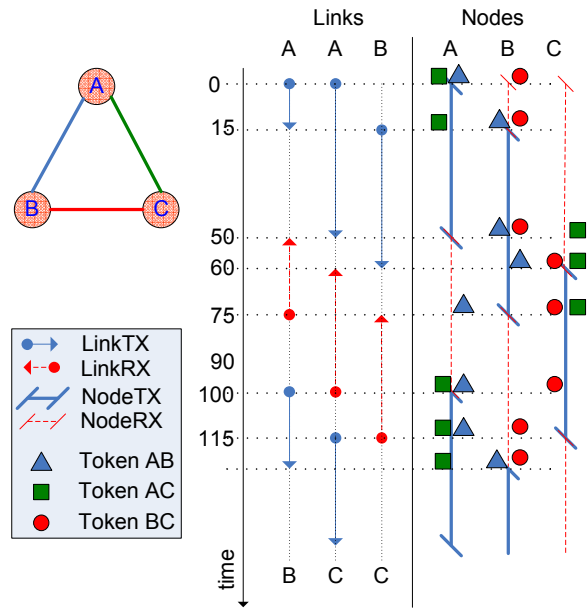 Links
Nodes
A A B
A B C
A
B
C
0
15
50
60
75
90
100
115
LinkTX
LinkRX
NodeTX
NodeRX
Token AB
Token AC
Token BC
time
B C C